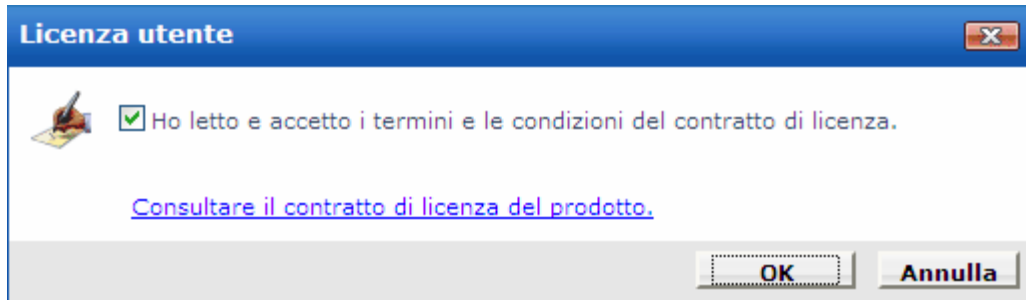 Licenza utente
Ho letto e accetto i termini e le condizioni del contratto di licenza.
Consultare il contratto di licenza del prodotto.
OK Annulla